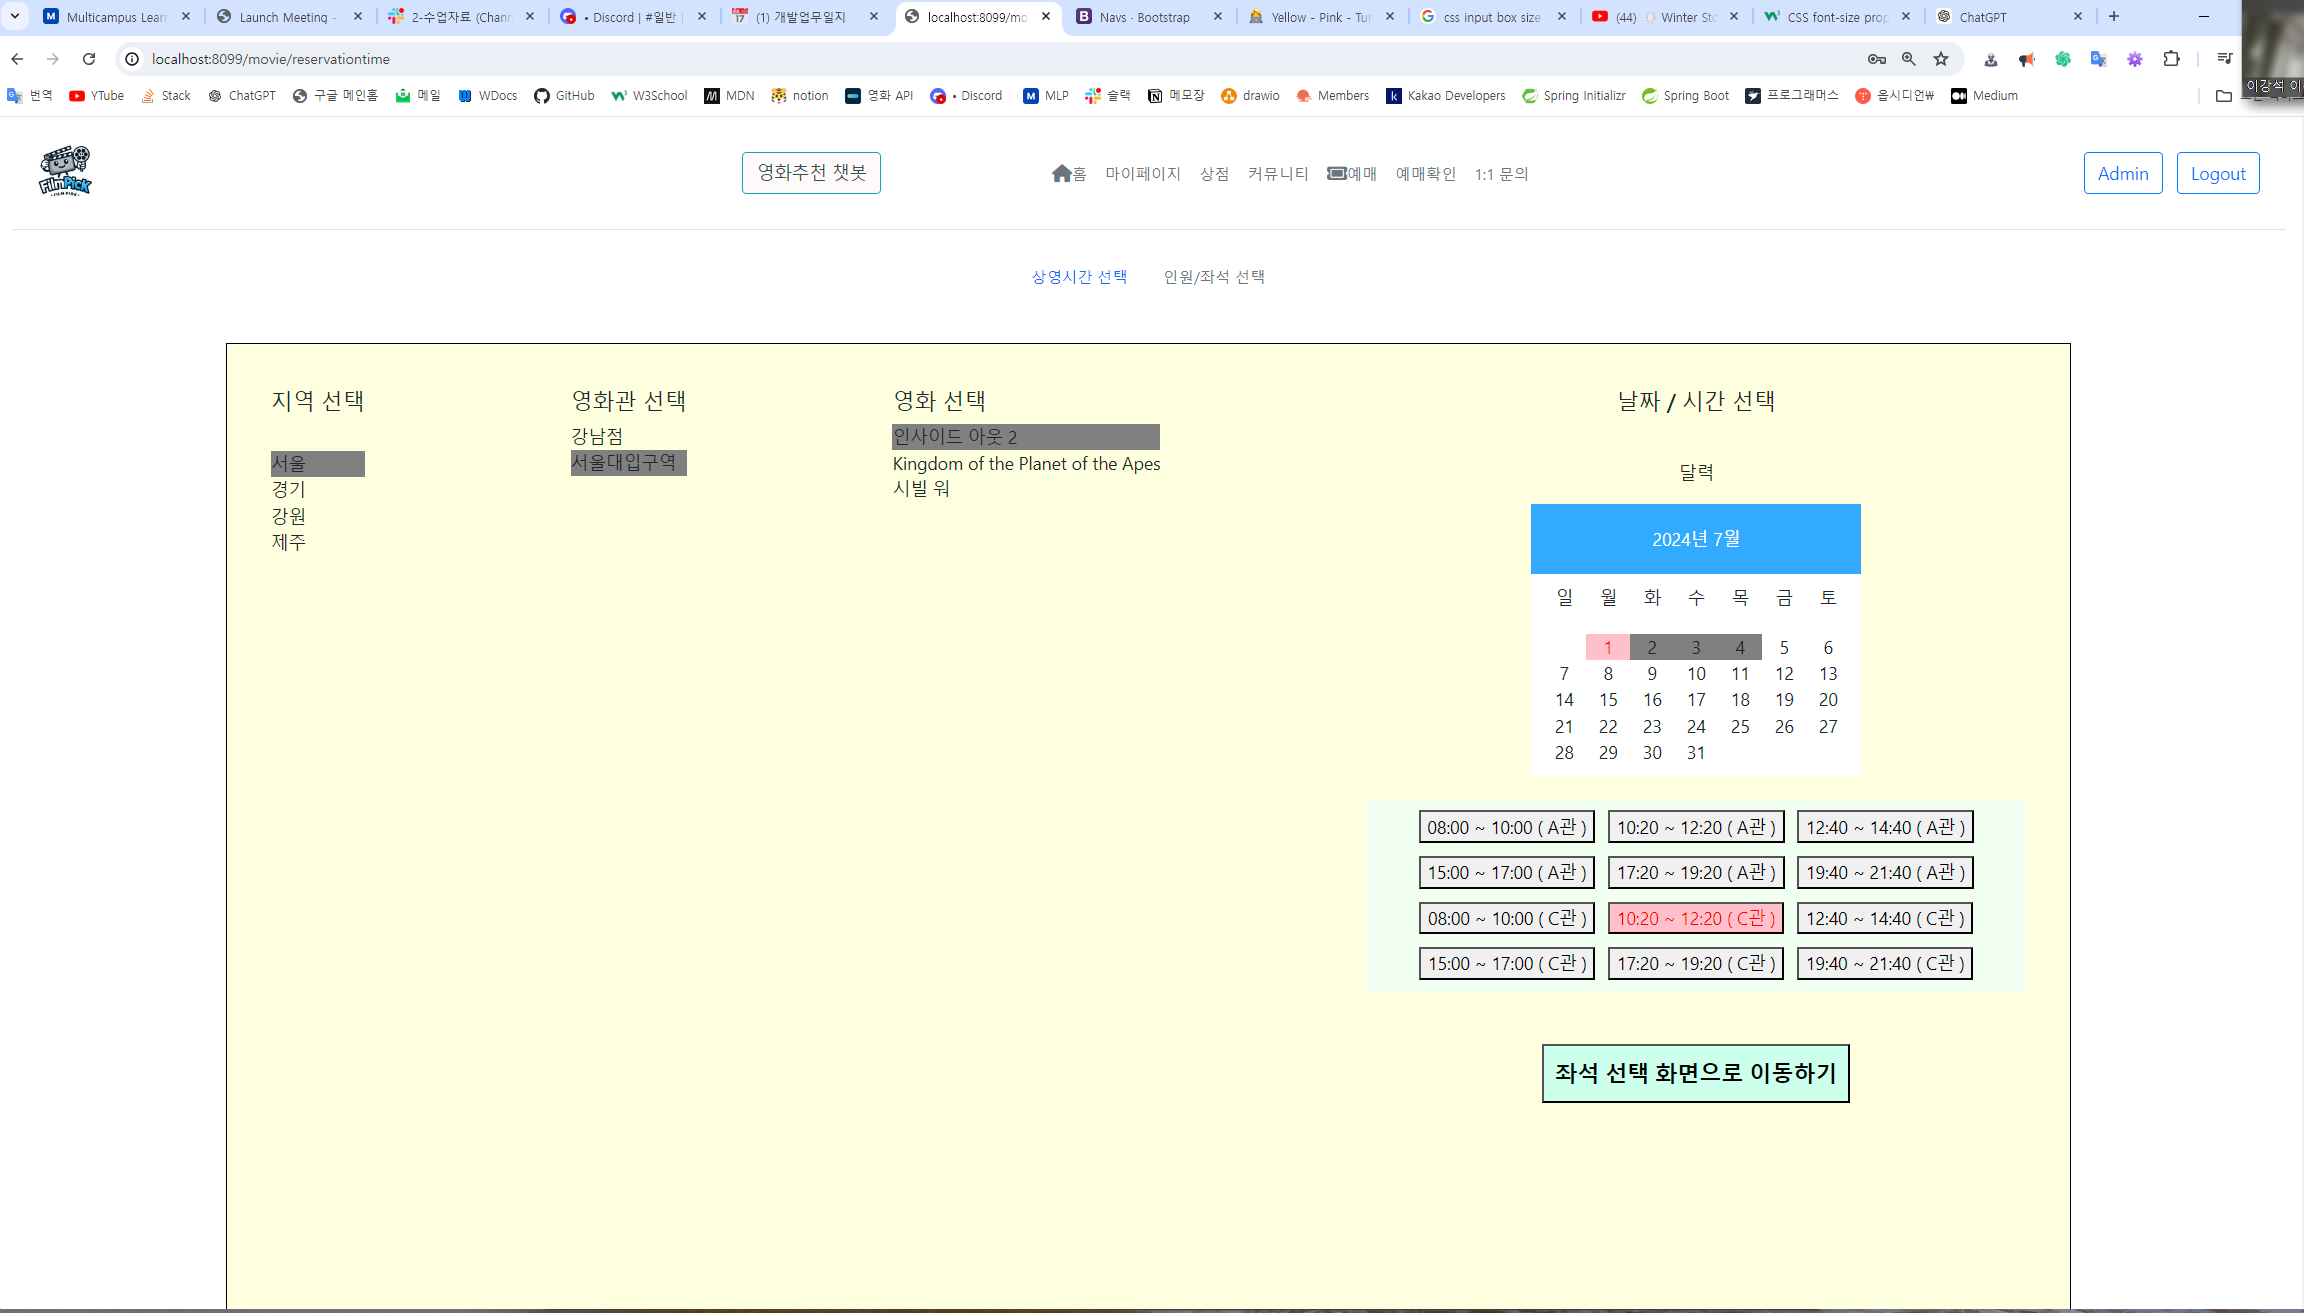 Multicampus Lear
Launch Meeting -
2-수업자료 (Chann
• Discord | #일반 |
(1) 개발업무일지
localhost:8099/mo
Navs · Bootstrap
Yellow - Pink - Tur
css input box size
(44) Winter Sto
CSS font-size prop
ChatGPT
localhost:8099/movie/reservationtime
이강석
번역 YTube Stack ChatGPT 구글 메인홈 메일 WDocs GitHub W3School MDN notion 영화 API • Discord MLP 슬랙 메모장 drawio Members Kakao Developers Spring Initializr Spring Boot 프로그래머스 옵시디언₩ Medium
FilmPick
영화추천 챗봇 홈 마이페이지 상점 커뮤니티 예매 예매확인 1:1 문의 Admin Logout
상영시간 선택 인원/좌석 선택
지역 선택
서울
경기
강원
제주
영화관 선택
강남점
서울대입구역
영화 선택
인사이드 아웃 2
Kingdom of the Planet of the Apes
시빌 워
날짜 / 시간 선택
달력
2024년 7월
일 월 화 수 목 금 토
1 2 3 4 5 6
7 8 9 10 11 12 13
14 15 16 17 18 19 20
21 22 23 24 25 26 27
28 29 30 31
08:00 ~ 10:00 ( A관 ) 10:20 ~ 12:20 ( A관 ) 12:40 ~ 14:40 ( A관 )
15:00 ~ 17:00 ( A관 ) 17:20 ~ 19:20 ( A관 ) 19:40 ~ 21:40 ( A관 )
08:00 ~ 10:00 ( C관 ) 10:20 ~ 12:20 ( C관 ) 12:40 ~ 14:40 ( C관 )
15:00 ~ 17:00 ( C관 ) 17:20 ~ 19:20 ( C관 ) 19:40 ~ 21:40 ( C관 )
좌석 선택 화면으로 이동하기